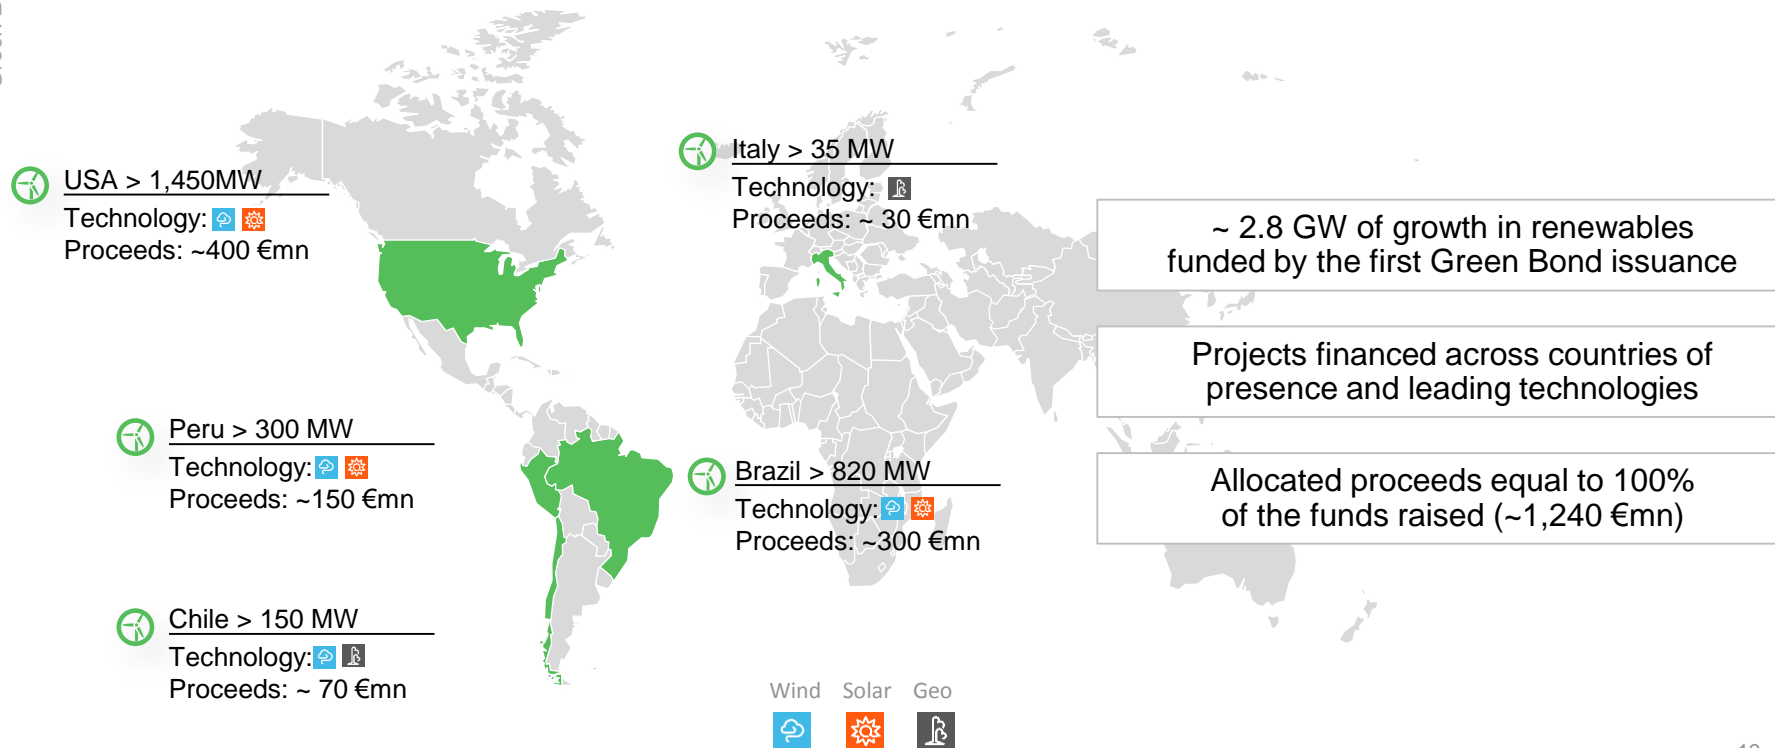 USA > 1,450MW
Technology:
Proceeds: ~400 €mn
Italy > 35 MW
Technology:
Proceeds: ~ 30 €mn
Peru > 300 MW
Technology:
Proceeds: ~150 €mn
Brazil > 820 MW
Technology:
Proceeds: ~300 €mn
Chile > 150 MW
Technology:
Proceeds: ~ 70 €mn
~ 2.8 GW of growth in renewables
funded by the first Green Bond issuance
Projects financed across countries of
presence and leading technologies
Allocated proceeds equal to 100%
of the funds raised (~1,240 €mn)
Wind Solar Geo